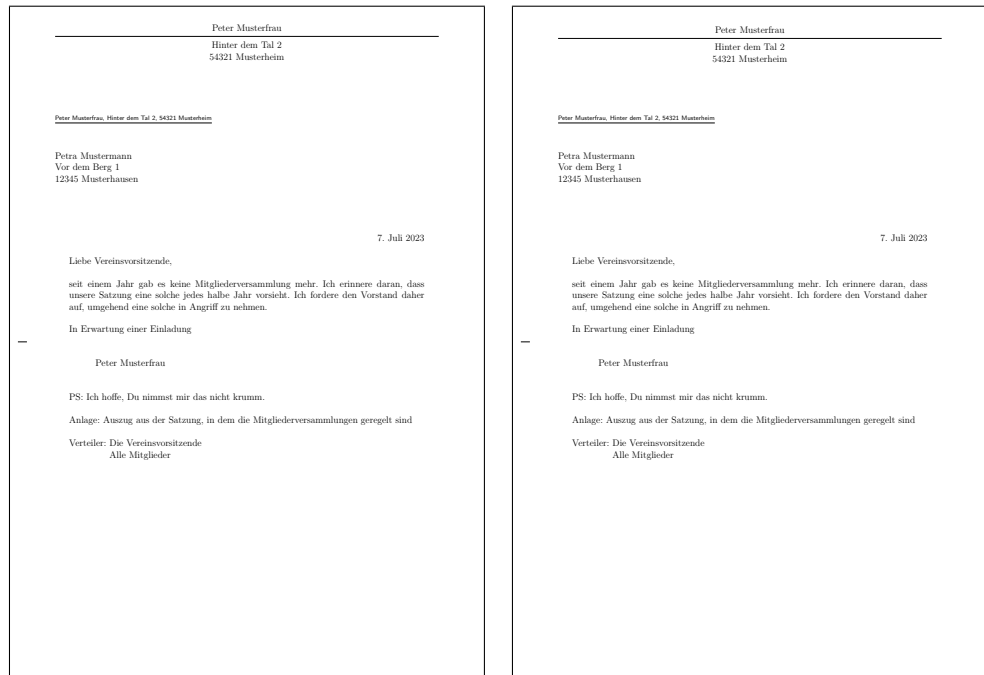 Peter Musterfrau
Hinter dem Tal 2
54321 Musterheim
Peter Musterfrau, Hinter dem Tal 2, 54321 Musterheim
Petra Mustermann
Vor dem Berg 1
12345 Musterhausen
7. Juli 2023
Liebe Vereinsvorsitzende,
seit einem Jahr gab es keine Mitgliederversammlung mehr. Ich erinnere daran, dass
unsere Satzung eine solche jedes halbe Jahr vorsieht. Ich fordere den Vorstand daher
auf, umgehend eine solche in Angriff zu nehmen.
In Erwartung einer Einladung
Peter Musterfrau
PS: Ich hoffe, Du nimmst mir das nicht krumm.
Anlage: Auszug aus der Satzung, in dem die Mitgliederversammlungen geregelt sind
Verteiler: Die Vereinsvorsitzende
Alle Mitglieder
Peter Musterfrau
Hinter dem Tal 2
54321 Musterheim
Peter Musterfrau, Hinter dem Tal 2, 54321 Musterheim
Petra Mustermann
Vor dem Berg 1
12345 Musterhausen
7. Juli 2023
Liebe Vereinsvorsitzende,
seit einem Jahr gab es keine Mitgliederversammlung mehr. Ich erinnere daran, dass
unsere Satzung eine solche jedes halbe Jahr vorsieht. Ich fordere den Vorstand daher
auf, umgehend eine solche in Angriff zu nehmen.
In Erwartung einer Einladung
Peter Musterfrau
PS: Ich hoffe, Du nimmst mir das nicht krumm.
Anlage: Auszug aus der Satzung, in dem die Mitgliederversammlungen geregelt sind
Verteiler: Die Vereinsvorsitzende
Alle Mitglieder